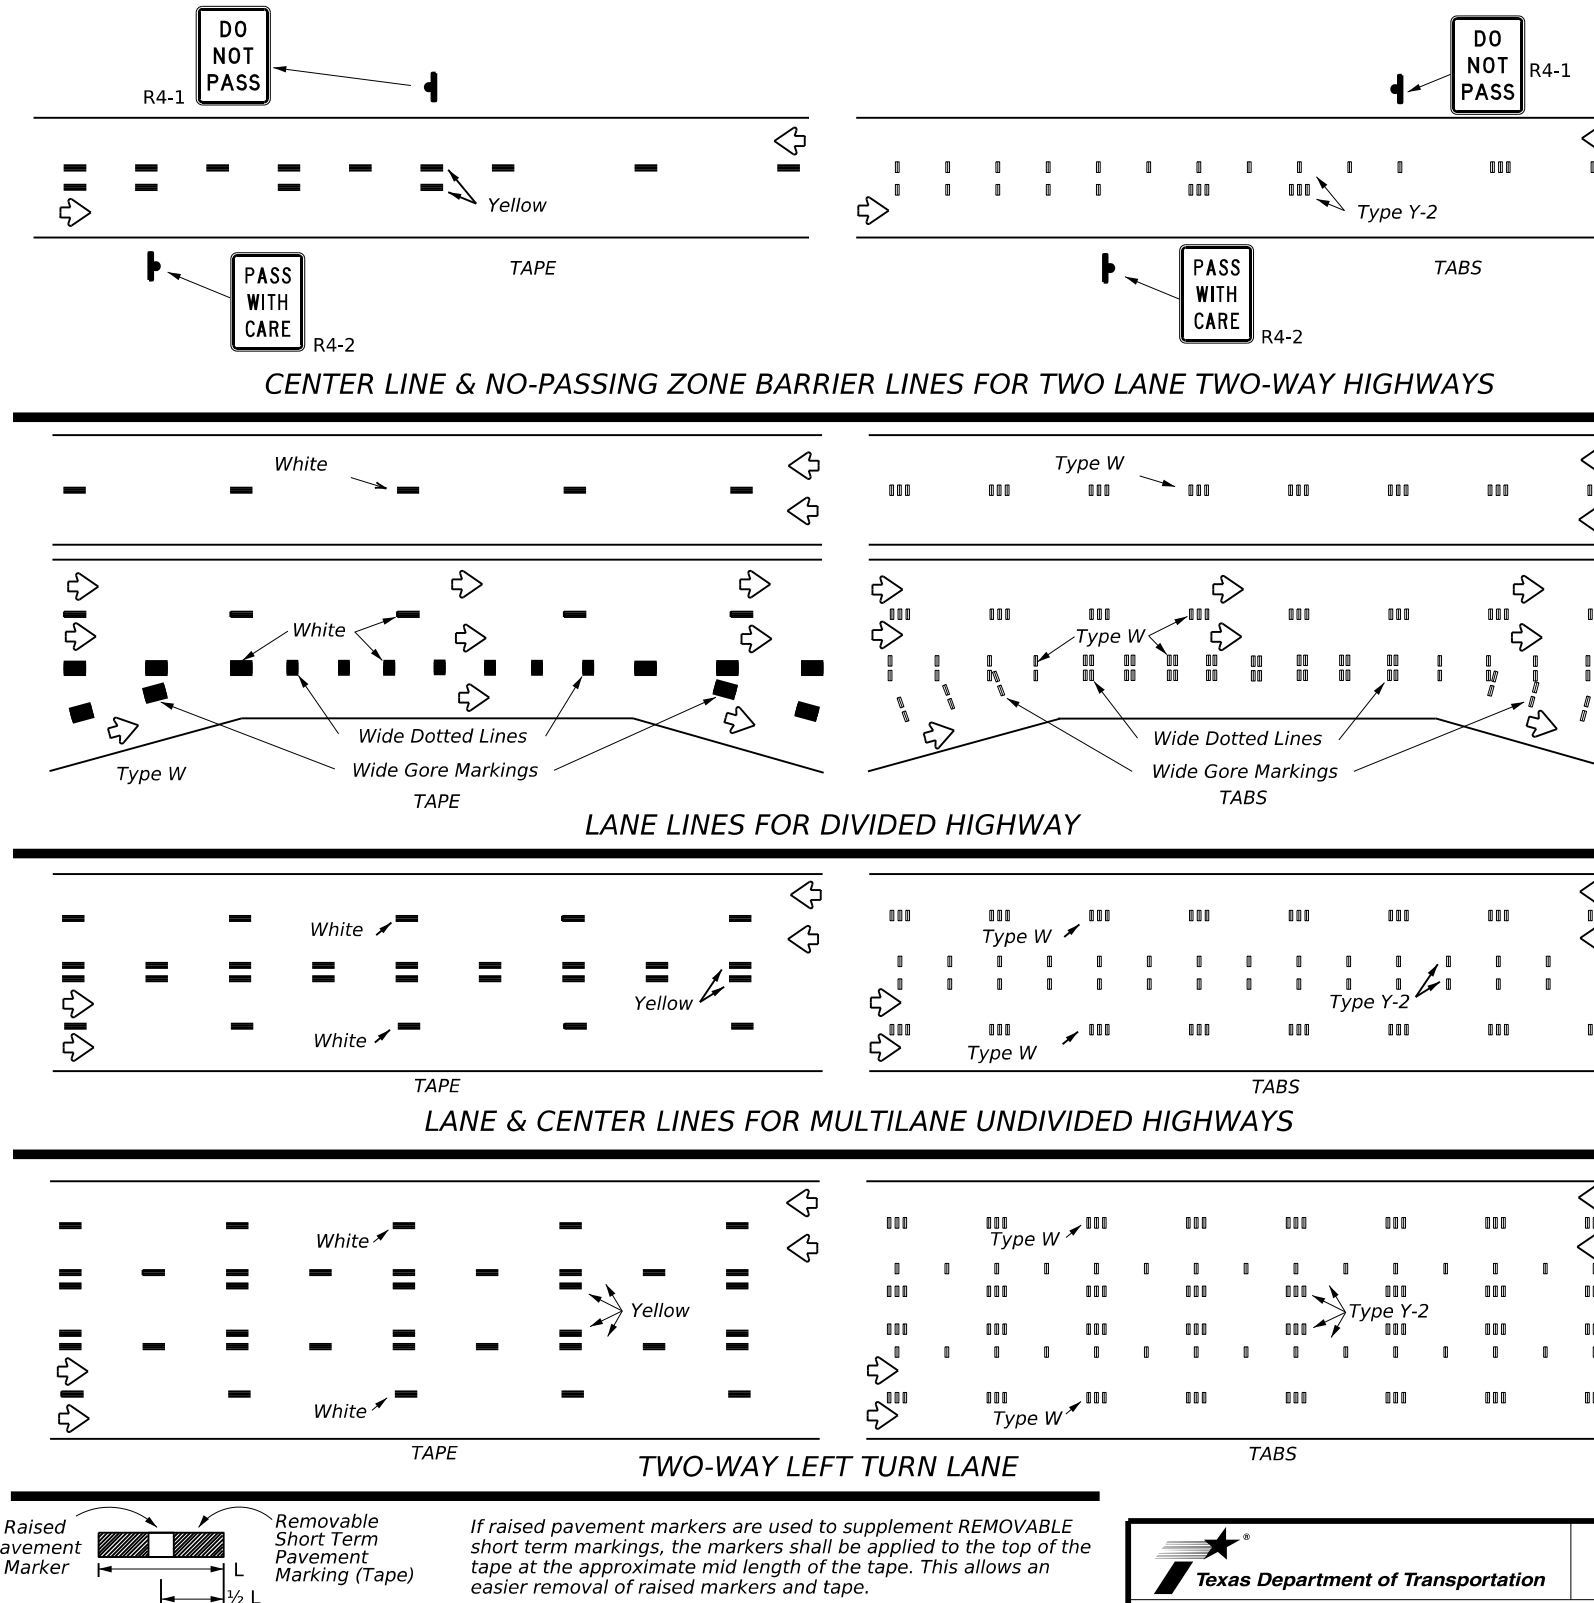 DO
NOT
PASS
R4-1
DO
NOT
PASS
R4-1
Yellow
Type Y-2
PASS
WITH
CARE
R4-2
TAPE
PASS
WITH
CARE
R4-2
TABS
CENTER LINE & NO-PASSING ZONE BARRIER LINES FOR TWO LANE TWO-WAY HIGHWAYS
White
Type W
White
Type W
Wide Dotted Lines
Wide Dotted Lines
Type W
Wide Gore Markings
Wide Gore Markings
TAPE
TABS
LANE LINES FOR DIVIDED HIGHWAY
White
Type W
Yellow
Type Y-2
White
Type W
TAPE
TABS
LANE & CENTER LINES FOR MULTILANE UNDIVIDED HIGHWAYS
White
Type W
Yellow
Type Y-2
White
Type W
TAPE
TABS
TWO-WAY LEFT TURN LANE
Raised
avement
Marker
L
½ L
Removable
Short Term
Pavement
Marking (Tape)
If raised pavement markers are used to supplement REMOVABLE
short term markings, the markers shall be applied to the top of the
tape at the approximate mid length of the tape. This allows an
easier removal of raised markers and tape.
®
Texas Department of Transportation